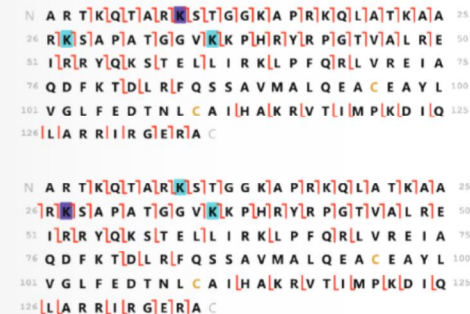 N A R T K Q T A R K S T G G K A P R K Q L A T K A A 25
26 R K S A P A T G G V K K P H R Y R P G T V A L R E 50
51 I R R Y Q K S T E L L I R K L P F Q R L V R E I A 75
76 Q D F K T D L R F Q S S A V M A L Q E A C E A Y L 100
101 V G L F E D T N L C A I H A K R V T I M P K D I Q 125
126 L A R R I R G E R A C
N A R T K Q T A R K S T G G K A P R K Q L A T K A A 25
26 R K S A P A T G G V K K P H R Y R P G T V A L R E 50
51 I R R Y Q K S T E L L I R K L P F Q R L V R E I A 75
76 Q D F K T D L R F Q S S A V M A L Q E A C E A Y L 100
101 V G L F E D T N L C A I H A K R V T I M P K D I Q 125
126 L A R R I R G E R A C